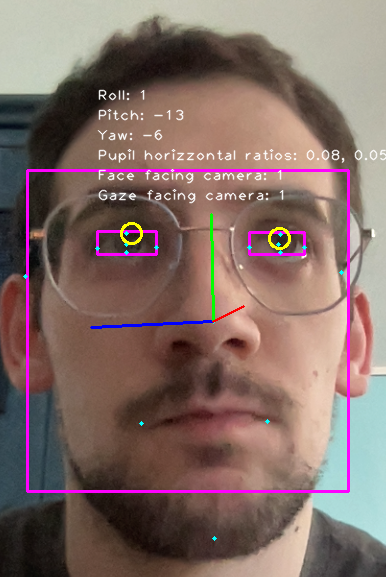 Roll: 1
Pitch: -13
Yaw: -6
Pupil horizzontal ratios: 0.08, 0.05
Face facing camera: 1
Gaze facing camera: 1